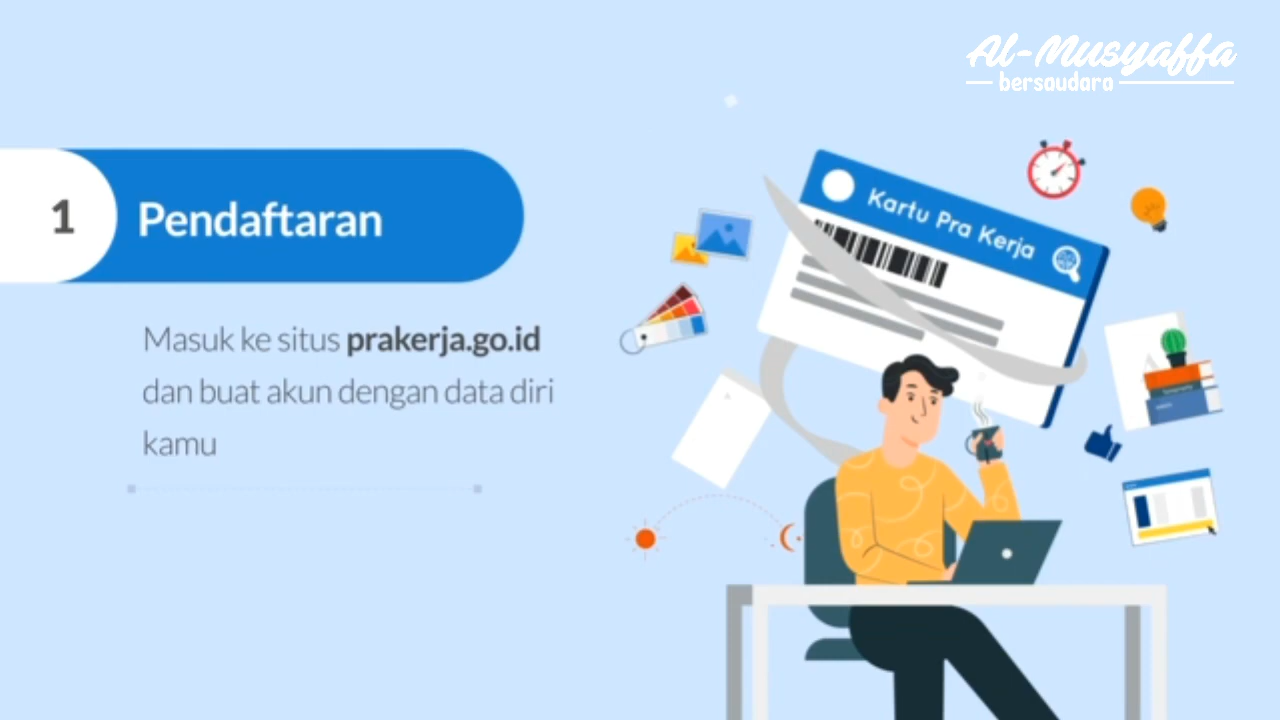 Al-Musyaffa
bersaudara
1
Pendaftaran
Masuk ke situs prakerja.go.id
dan buat akun dengan data diri
kamu
Kartu Pra Kerja